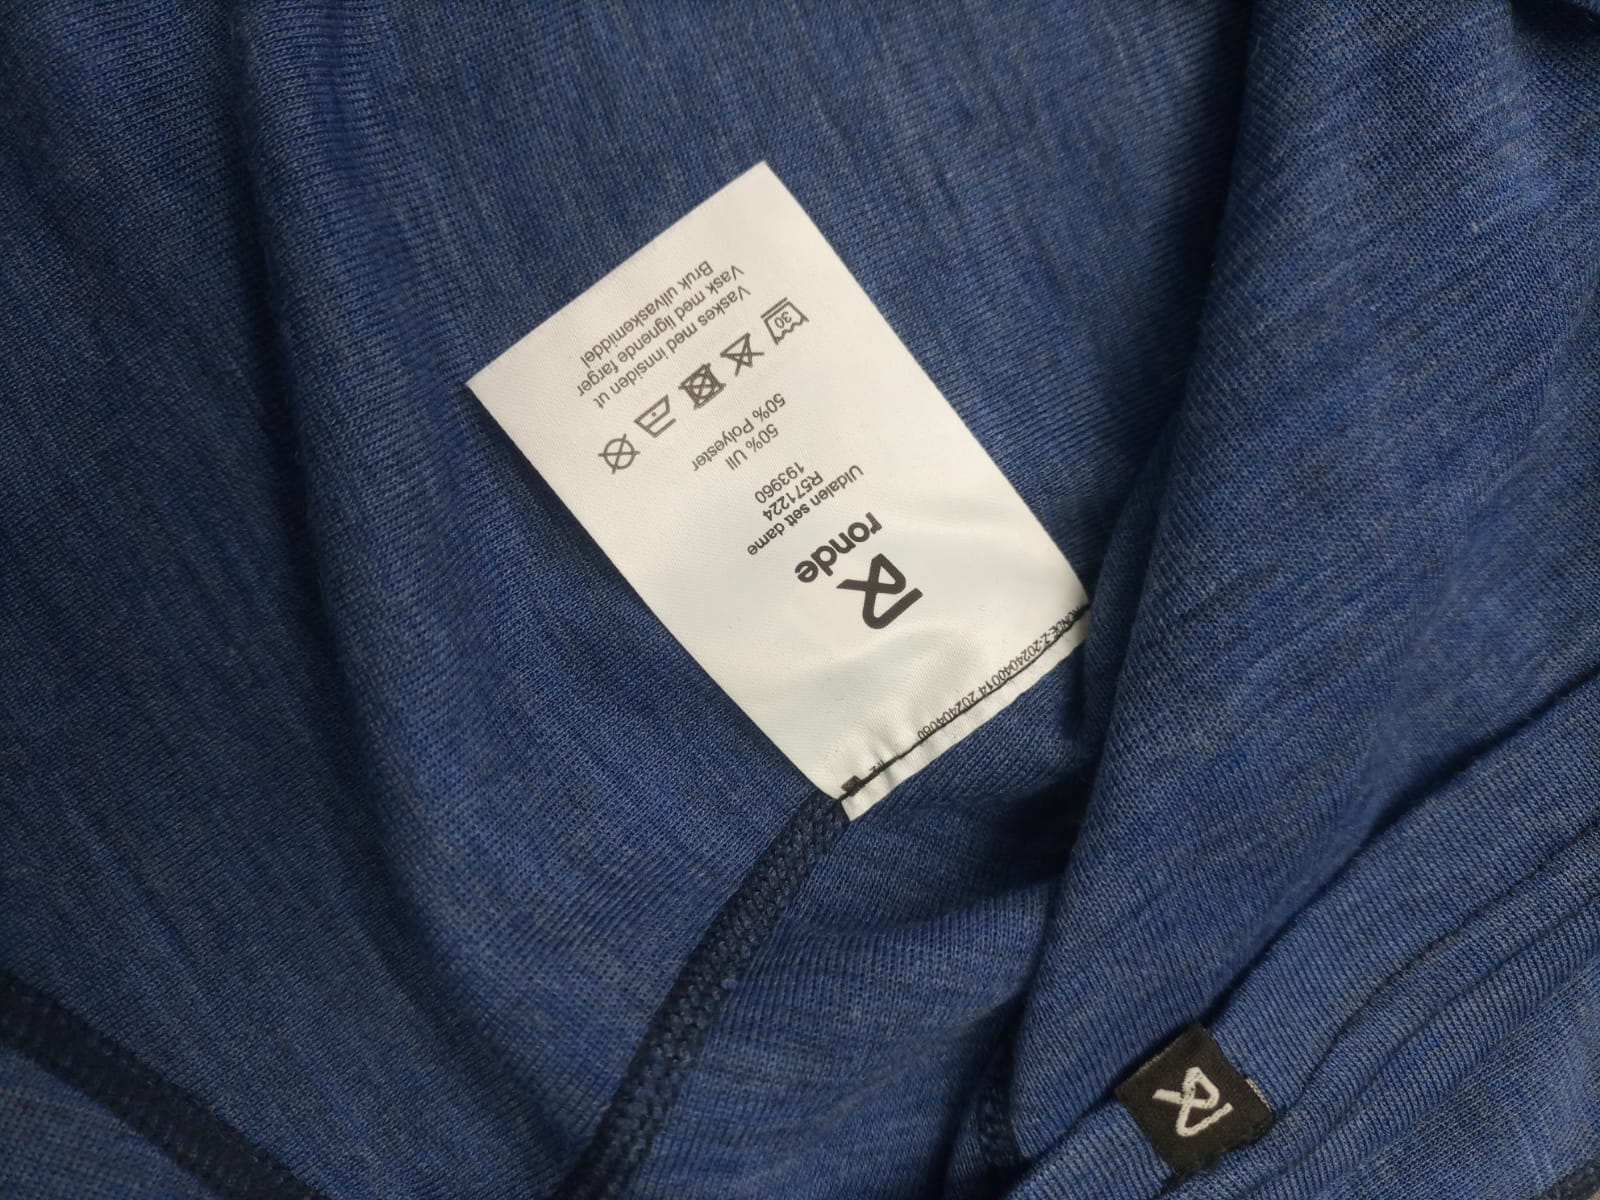 ronde
Uldalen sett dame
R571224
193960
50% Ull
50% Polyester
30
Vaskes med innsiden ut
Vask med lignende farger
Bruk ullvaskemiddel